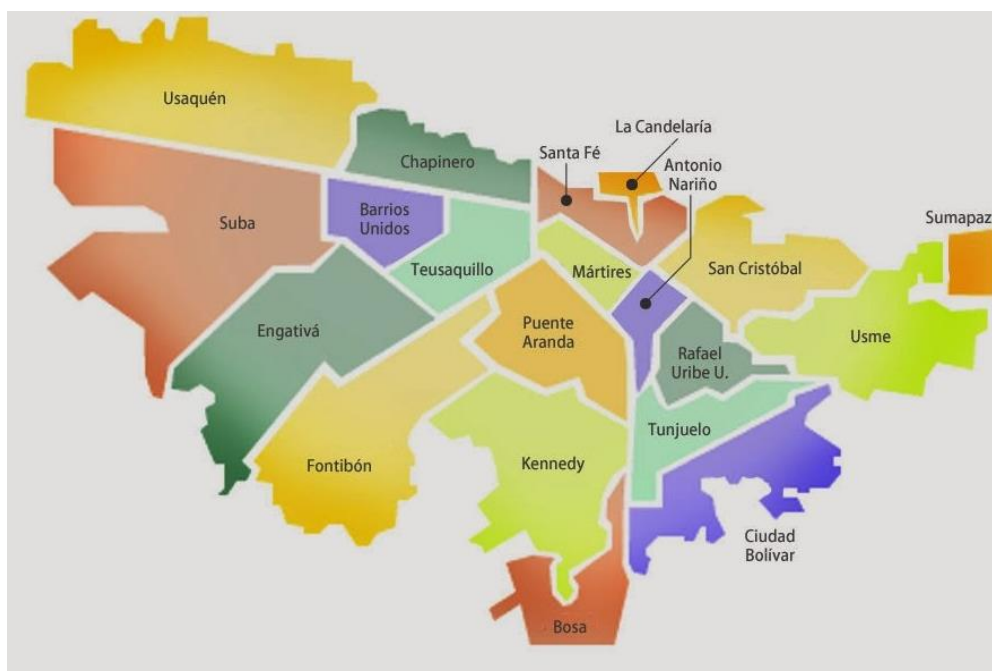 Usaquén
Chapinero
Santa Fé
La Candelaría
Antonio
Nariño
Suba
Barrios
Unidos
Teusaquillo
Mártires
San Cristóbal
Sumapaz
Engativá
Puente
Aranda
Rafael
Uribe U.
Usme
Fontibón
Kennedy
Tunjuelo
Ciudad
Bolívar
Bosa